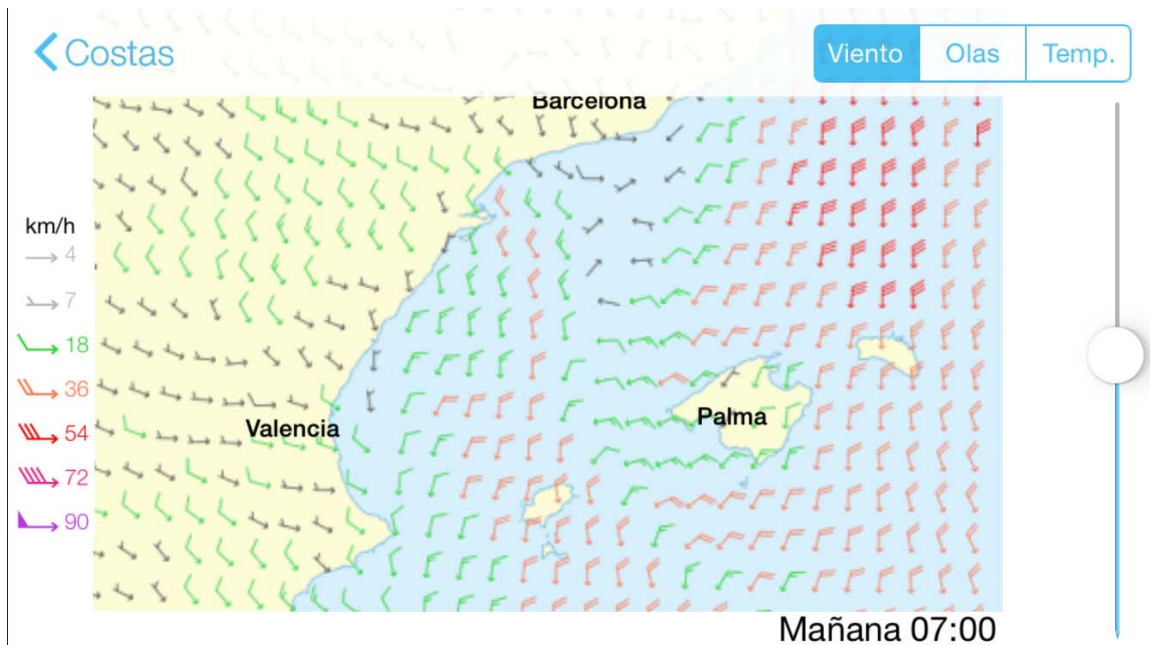 Costas
Viento
Olas
Temp.
Barcelona
km/h
4
7
18
36
54
72
90
Valencia
Palma
Mañana 07:00